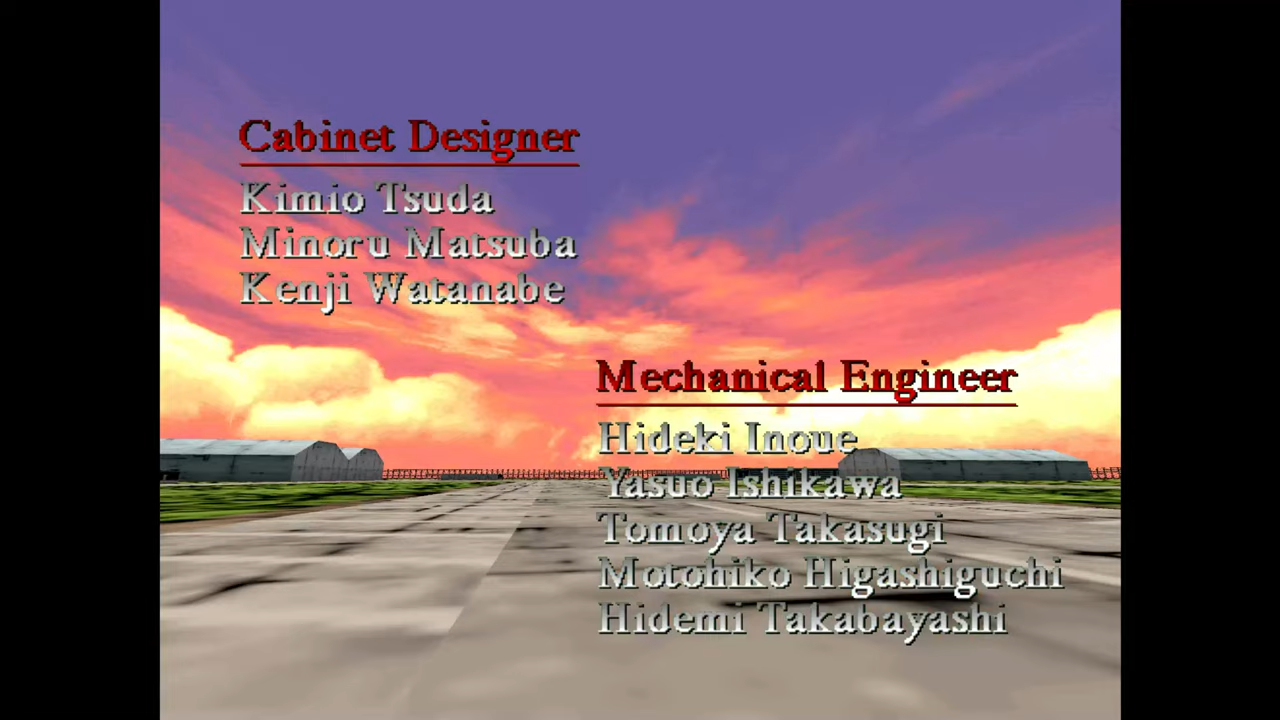 Cabinet Designer
Kimio Tsuda
Minoru Matsuba
Kenji Watanabe
Mechanical Engineer
Hideki Inoue
Yasuo Ishikawa
Tomoya Takasugi
Motohiko Higashiguchi
Hidemi Takabayashi